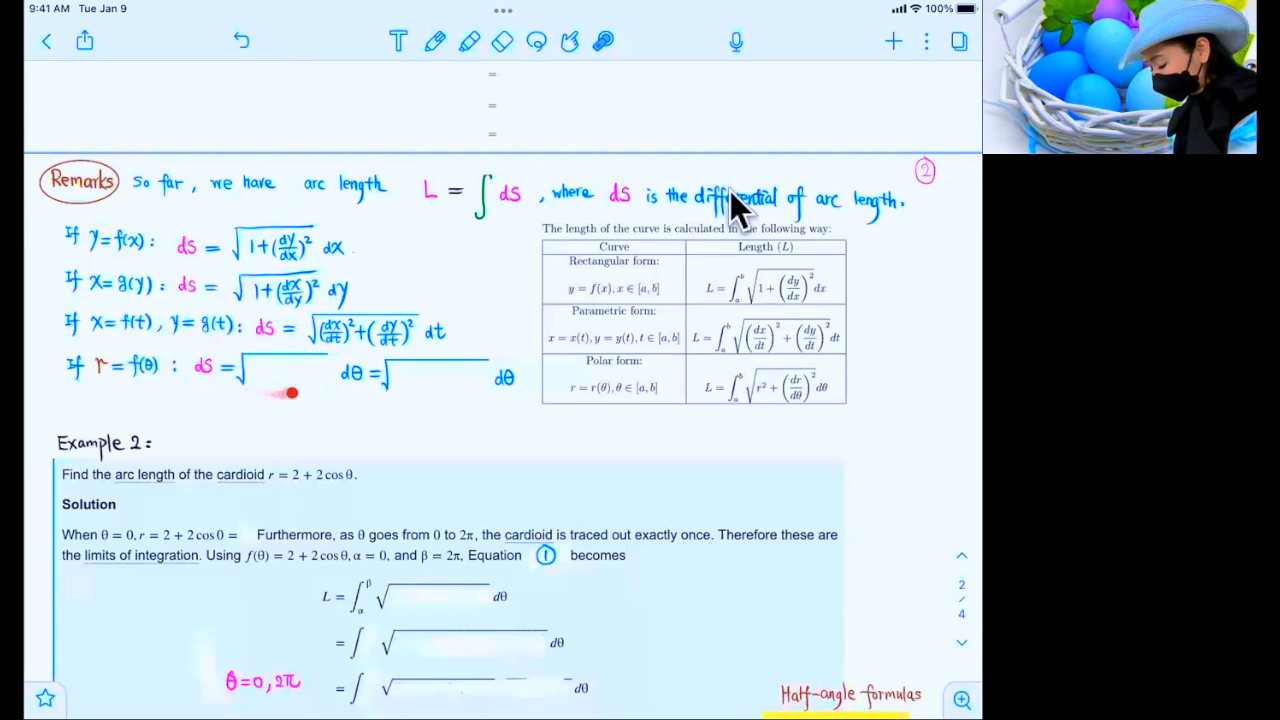 9:41 AM Tue Jan 9
100%
=
=
=
Remarks So far, we have arc length L = ∫ ds , where ds is the differential of arc length. ②
If y=f(x): ds = √(1+(dy/dx)²) dx
If x=g(y): ds = √(1+(dx/dy)²) dy
If x=f(t), y=g(t): ds = √((dx/dt)²+(dy/dt)²) dt
If r=f(θ): ds = √ dθ = √ dθ
The length of the curve is calculated in the following way:
Curve Length (L)
Rectangular form:
y = f(x), x ∈ [a, b] L = ∫_a^b √(1 + (dy/dx)²) dx
Parametric form:
x = x(t), y = y(t), t ∈ [a, b] L = ∫_a^b √((dx/dt)² + (dy/dt)²) dt
Polar form:
r = r(θ), θ ∈ [a, b] L = ∫_a^b √(r² + (dr/dθ)²) dθ
Example 2:
Find the arc length of the cardioid r = 2 + 2 cos θ.
Solution
When θ = 0, r = 2 + 2 cos 0 = Furthermore, as θ goes from 0 to 2π, the cardioid is traced out exactly once. Therefore these are
the limits of integration. Using f(θ) = 2 + 2 cos θ, α = 0, and β = 2π, Equation ① becomes
L = ∫_α^β √ dθ
= ∫ √ dθ
θ=0, 2π = ∫ √ dθ
Half-angle formulas
2
/
4